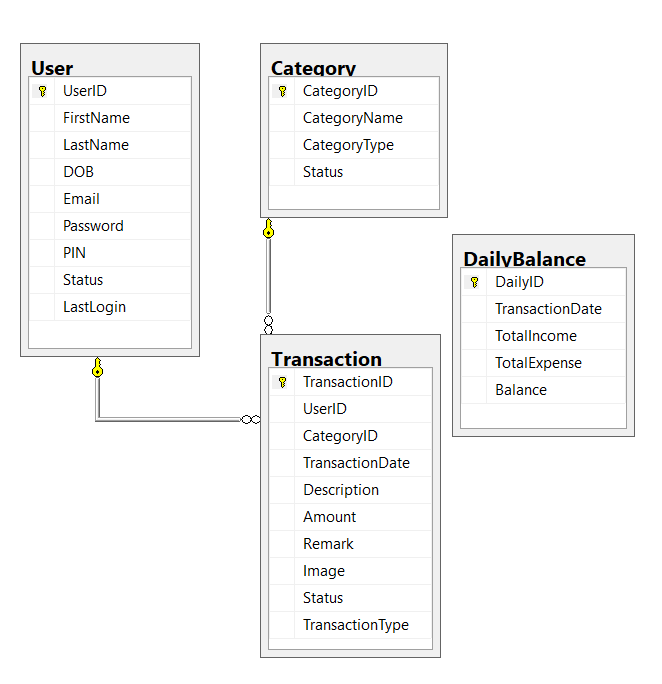 User
UserID
FirstName
LastName
DOB
Email
Password
PIN
Status
LastLogin
Category
CategoryID
CategoryName
CategoryType
Status
DailyBalance
DailyID
TransactionDate
TotalIncome
TotalExpense
Balance
Transaction
TransactionID
UserID
CategoryID
TransactionDate
Description
Amount
Remark
Image
Status
TransactionType